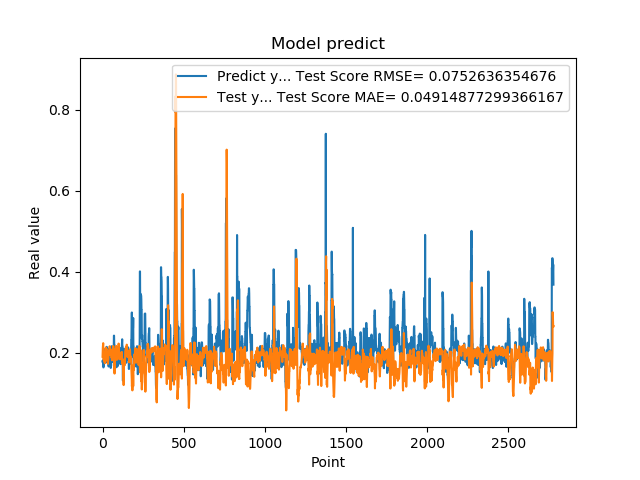 Model predict
Predict y... Test Score RMSE= 0.0752636354676
Test y... Test Score MAE= 0.04914877299366167
0.8
0.6
0.4
0.2
Real value
0 500 1000 1500 2000 2500
Point